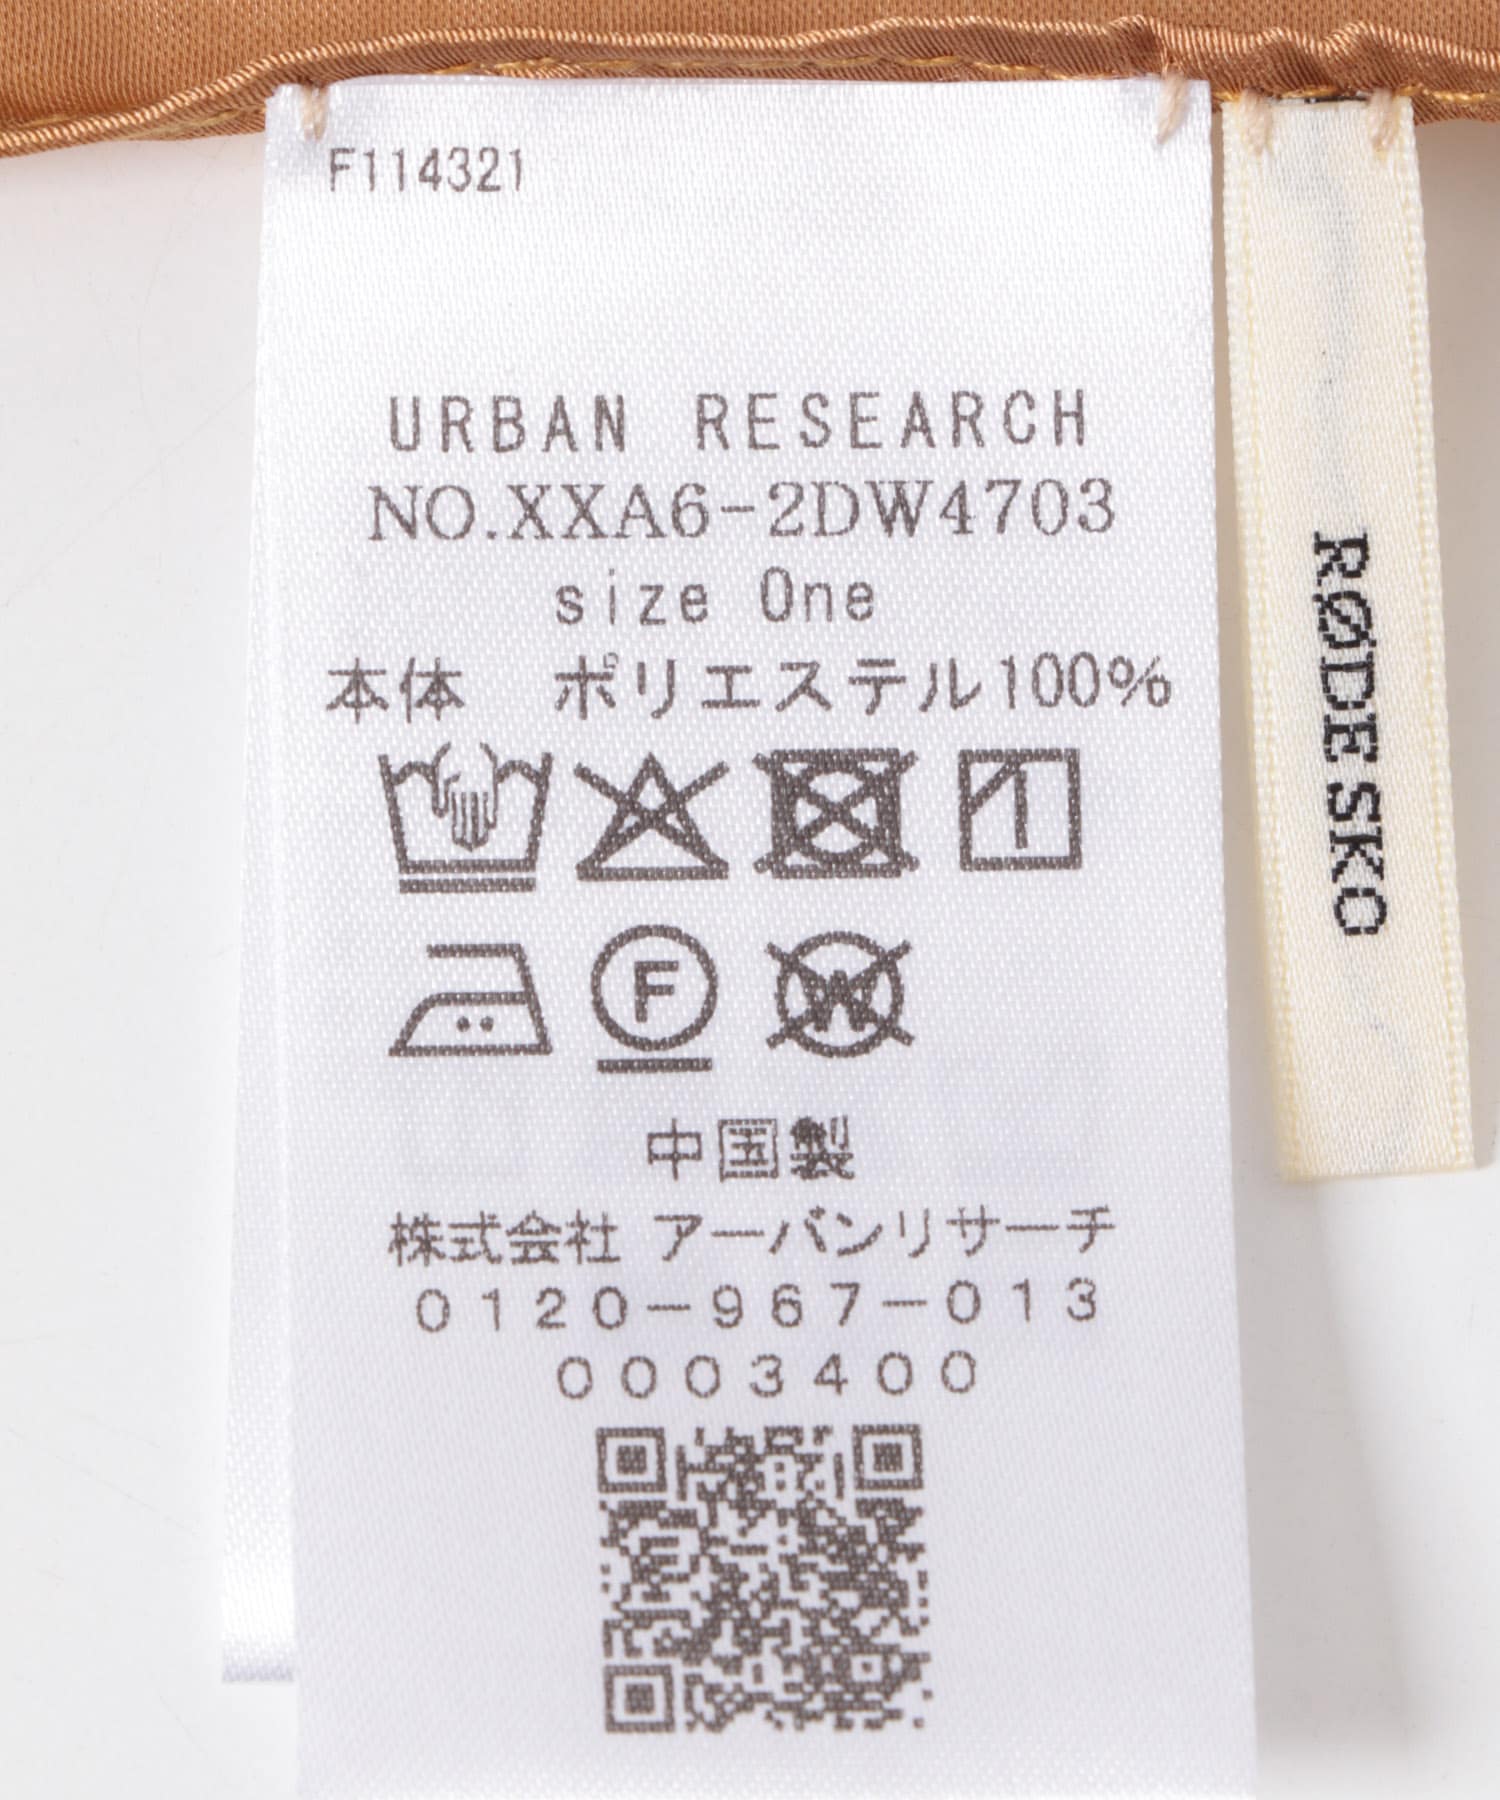 F114321
URBAN RESEARCH
NO.XXA6-2DW4703
size One
本体 ポリエステル100%
F W
中国製
株式会社 アーバンリサーチ
0120-967-013
0003400
RØDE SKO